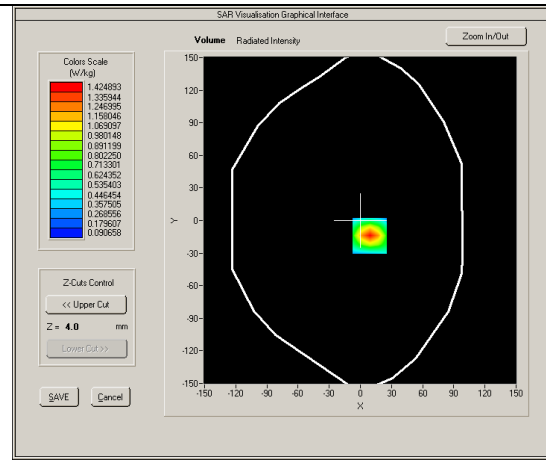 SAR Visualisation Graphical Interface
Volume Radiated Intensity
Zoom In/Out
Colors Scale
(W/kg)
1.424893
1.335944
1.246995
1.158046
1.069097
0.980148
0.891199
0.802250
0.713301
0.624352
0.535403
0.446454
0.357505
0.268556
0.179607
0.090658
Z-Cuts Control
<< Upper Cut
Z = 4.0 mm
Lower Cut >>
SAVE
Cancel
150
120
90
60
30
0
-30
-60
-90
-120
-150
Y
-150 -120 -90 -60 -30 0 30 60 90 120 150
X